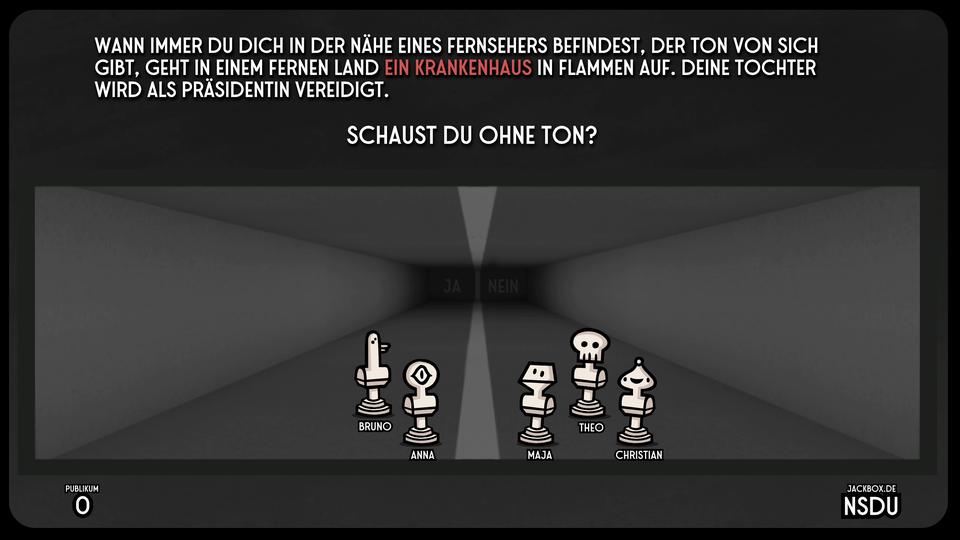 WANN IMMER DU DICH IN DER NÄHE EINES FERNSEHERS BEFINDEST, DER TON VON SICH
GIBT, GEHT IN EINEM FERNEN LAND EIN KRANKENHAUS IN FLAMMEN AUF. DEINE TOCHTER
WIRD ALS PRÄSIDENTIN VEREIDIGT.
SCHAUST DU OHNE TON?
JA NEIN
BRUNO
ANNA
MAJA
THEO
CHRISTIAN
PUBLIKUM
0
JACKBOX.DE
NSDU